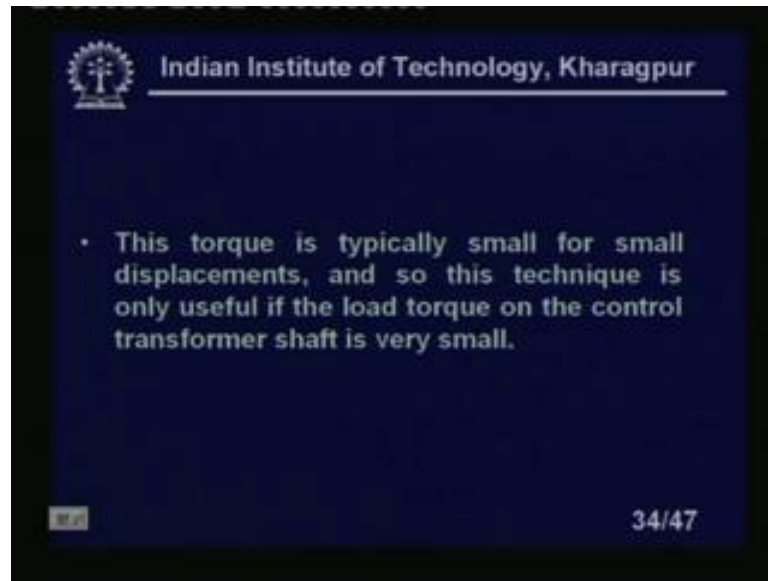 Indian Institute of Technology, Kharagpur
• This torque is typically small for small
displacements, and so this technique is
only useful if the load torque on the control
transformer shaft is very small.
34/47